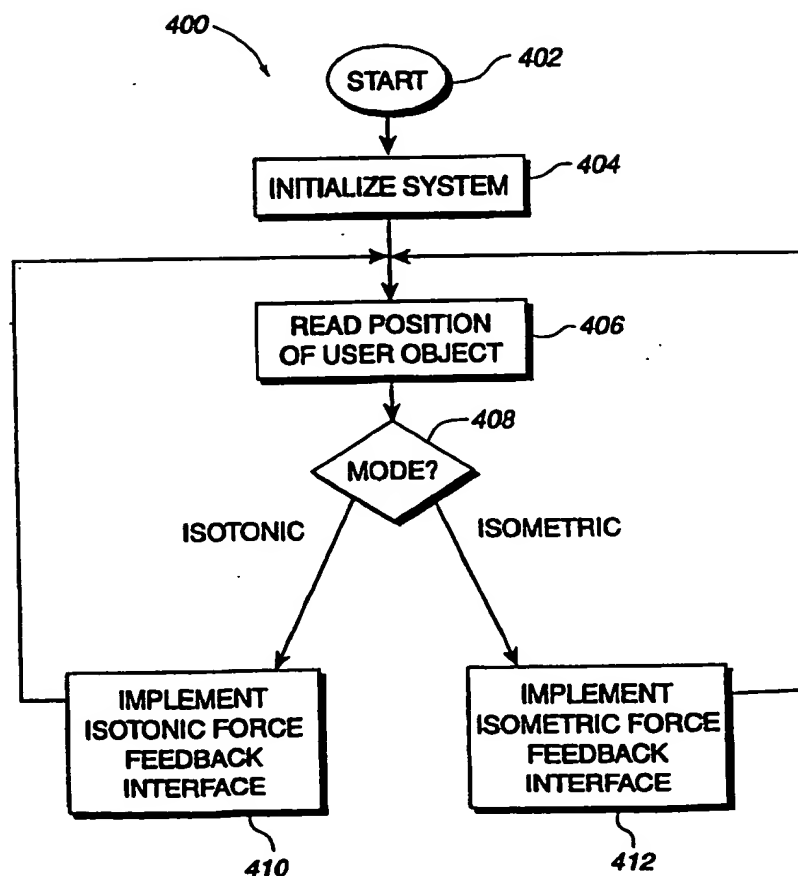 400
START
402
INITIALIZE SYSTEM
404
READ POSITION
OF USER OBJECT
406
408
MODE?
ISOTONIC
ISOMETRIC
IMPLEMENT
ISOTONIC FORCE
FEEDBACK
INTERFACE
IMPLEMENT
ISOMETRIC FORCE
FEEDBACK
INTERFACE
410
412